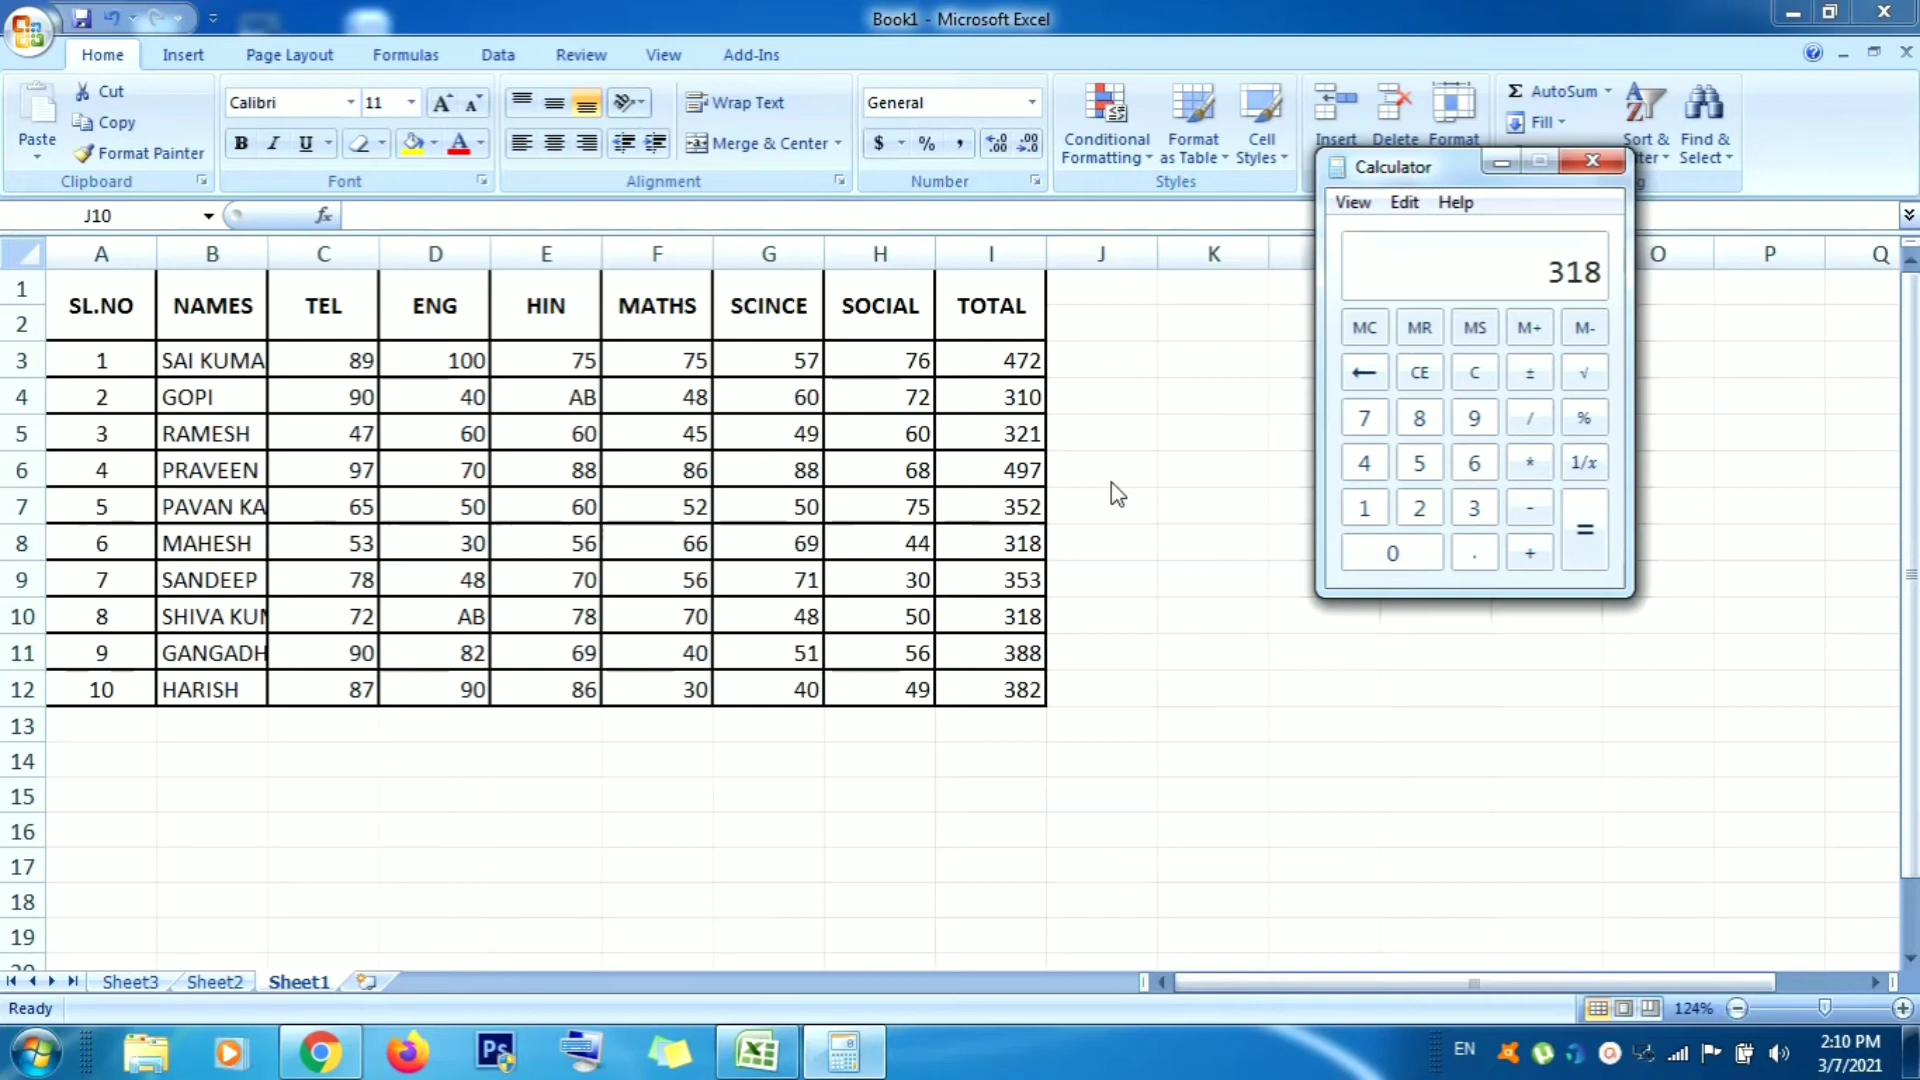 Book1 - Microsoft Excel
Home Insert Page Layout Formulas Data Review View Add-Ins
Paste
Cut
Copy
Format Painter
Calibri 11 A A
B I U A
Wrap Text
Merge & Center
General
$ % , .00
Conditional Formatting
Format as Table
Cell Styles
Insert Delete Format
Σ AutoSum
Fill
Sort &
Find & Select
Clipboard Font Alignment Number Styles
J10 fx
A B C D E F G H I J K O P Q
SL.NO NAMES TEL ENG HIN MATHS SCINCE SOCIAL TOTAL
1
2
3 1 SAI KUMA 89 100 75 75 57 76 472
4 2 GOPI 90 40 AB 48 60 72 310
5 3 RAMESH 47 60 60 45 49 60 321
6 4 PRAVEEN 97 70 88 86 88 68 497
7 5 PAVAN KA 65 50 60 52 50 75 352
8 6 MAHESH 53 30 56 66 69 44 318
9 7 SANDEEP 78 48 70 56 71 30 353
10 8 SHIVA KU 72 AB 78 70 48 50 318
11 9 GANGADH 90 82 69 40 51 56 388
12 10 HARISH 87 90 86 30 40 49 382
13
14
15
16
17
18
19
Calculator
View Edit Help
318
MC MR MS M+ M-
← CE C ± √
7 8 9 / %
4 5 6 * 1/x
1 2 3 - =
0 . +
Sheet3 Sheet2 Sheet1
Ready 124%
Ps
EN
2:10 PM
3/7/2021